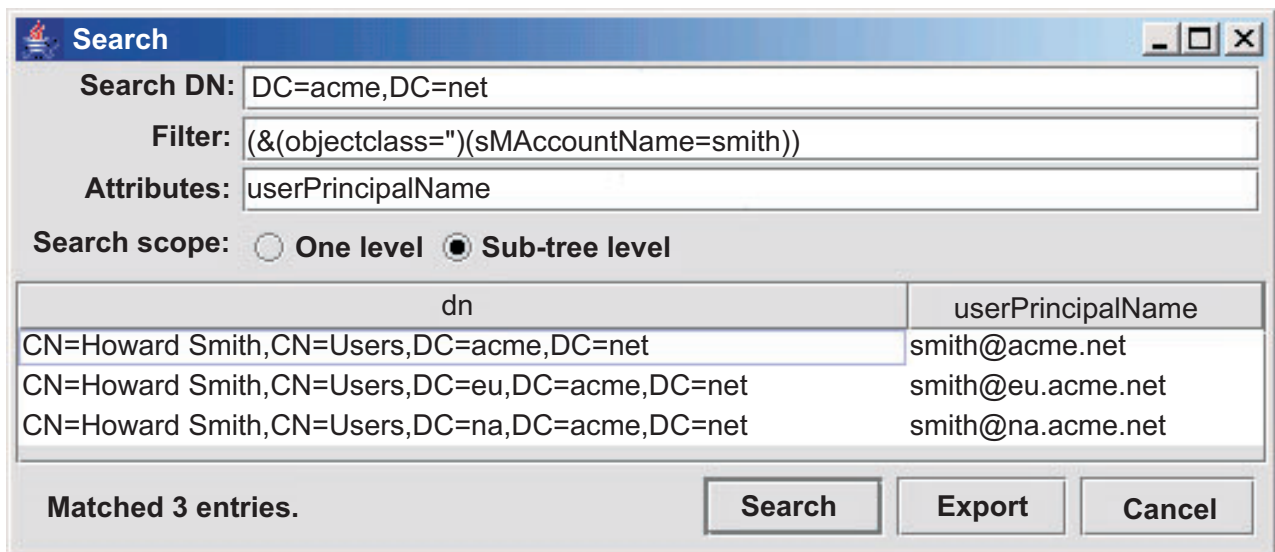 Search
Search DN: DC=acme,DC=net
Filter: (&(objectclass=")(sMAccountName=smith))
Attributes: userPrincipalName
Search scope: One level Sub-tree level
dn userPrincipalName
CN=Howard Smith,CN=Users,DC=acme,DC=net smith@acme.net
CN=Howard Smith,CN=Users,DC=eu,DC=acme,DC=net smith@eu.acme.net
CN=Howard Smith,CN=Users,DC=na,DC=acme,DC=net smith@na.acme.net
Matched 3 entries. Search Export Cancel